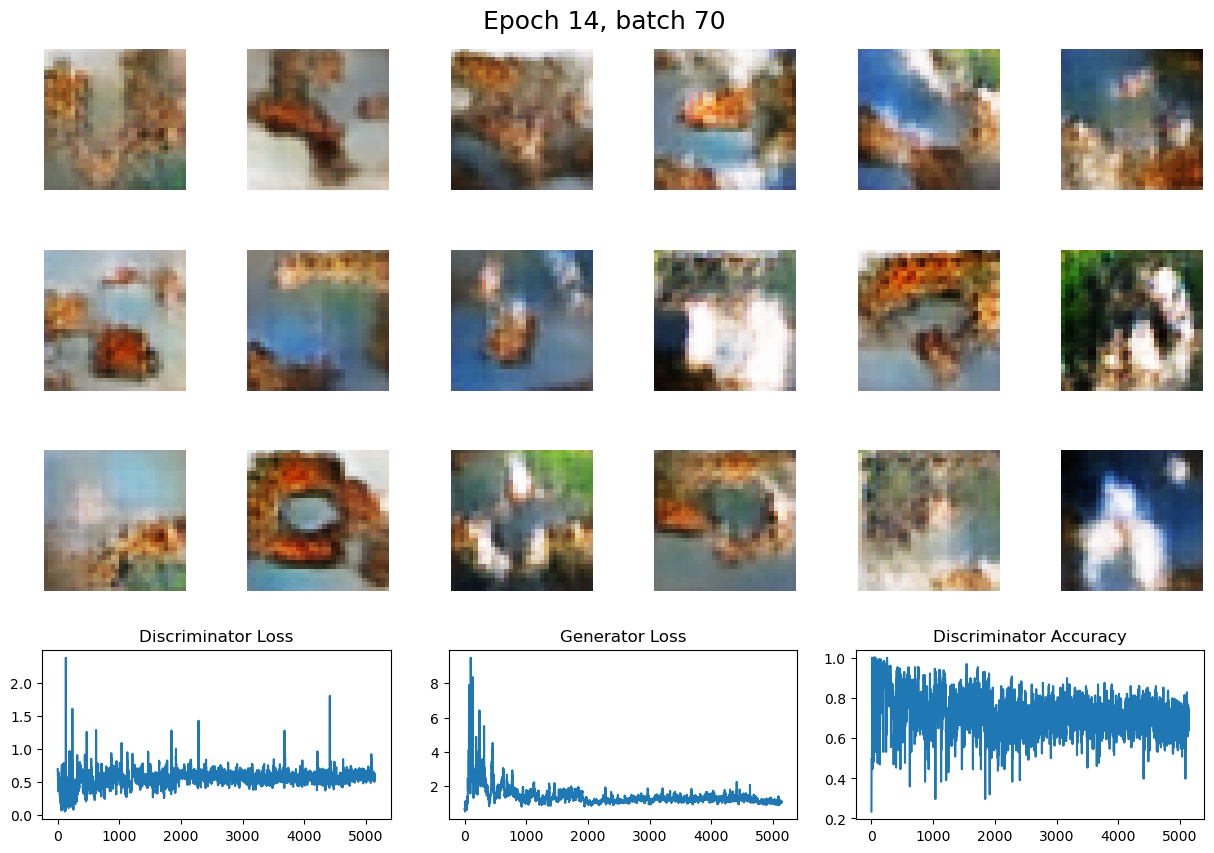 Epoch 14, batch 70
Discriminator Loss
Generator Loss
Discriminator Accuracy
2.0
1.5
1.0
0.5
0.0
0 1000 2000 3000 4000 5000
8
6
4
2
0 1000 2000 3000 4000 5000
1.0
0.8
0.6
0.4
0.2
0 1000 2000 3000 4000 5000